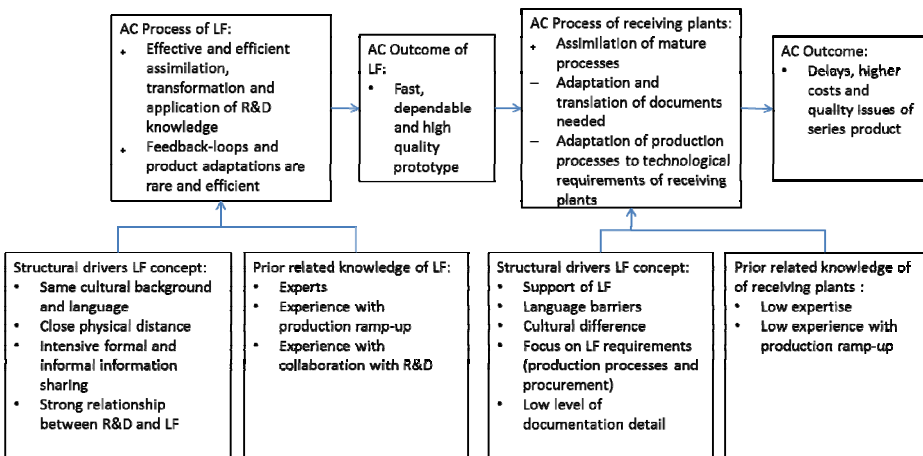 AC Process of LF:
+ Effective and efficient
assimilation,
transformation and
application of R&D
knowledge
+ Feedback-loops and
product adaptations are
rare and efficient
AC Outcome of
LF:
• Fast,
dependable
and high
quality
prototype
AC Process of receiving plants:
+ Assimilation of mature
processes
– Adaptation and
translation of documents
needed
– Adaptation of production
processes to technological
requirements of receiving
plants
AC Outcome:
• Delays, higher
costs and
quality issues of
series product
Structural drivers LF concept:
• Same cultural background
and language
• Close physical distance
• Intensive formal and
informal information
sharing
• Strong relationship
between R&D and LF
Prior related knowledge of LF:
• Experts
• Experience with
production ramp-up
• Experience with
collaboration with R&D
Structural drivers LF concept:
• Support of LF
• Language barriers
• Cultural difference
• Focus on LF requirements
(production processes and
procurement)
• Low level of
documentation detail
Prior related knowledge of
of receiving plants :
• Low expertise
• Low experience with
production ramp-up